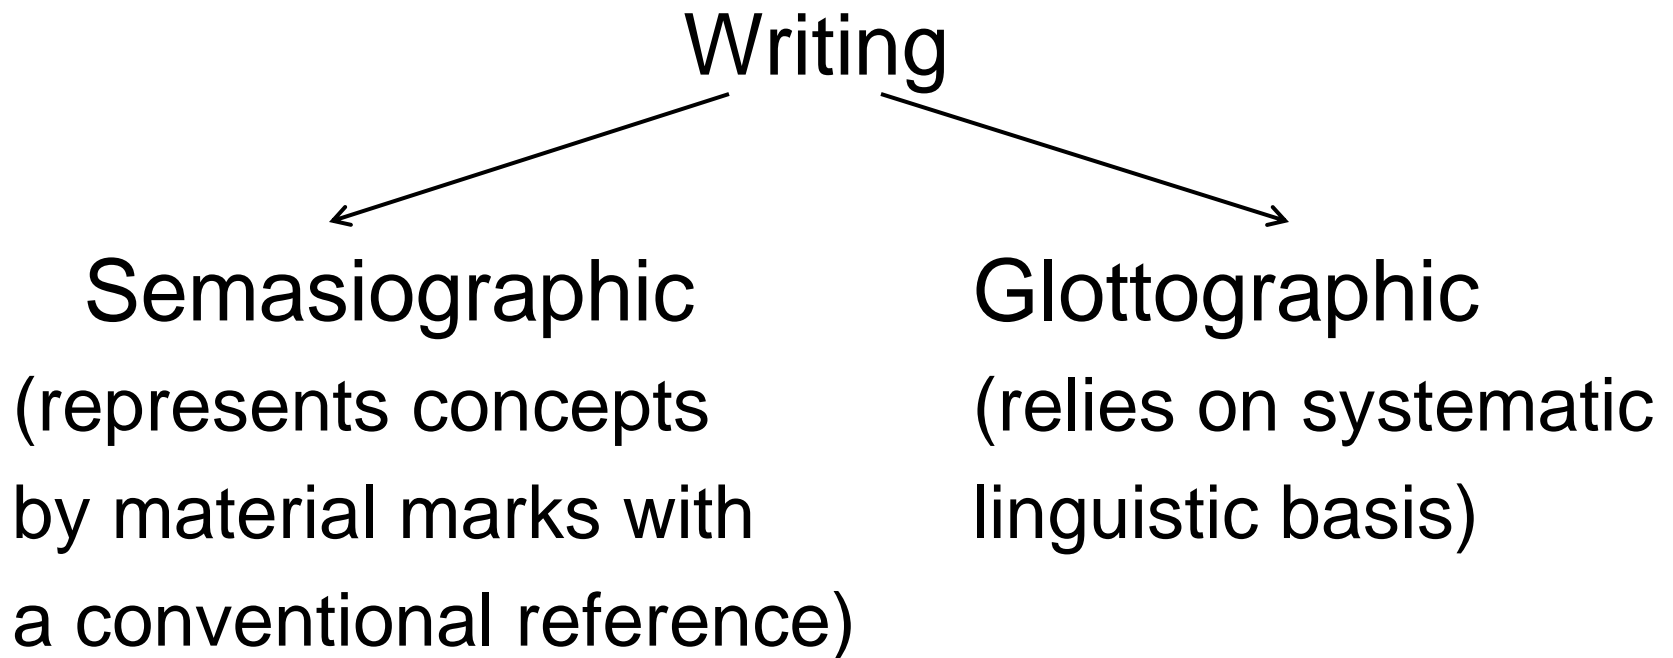 Writing
Semasiographic
Glottographic
(represents concepts
by material marks with
a conventional reference)
(relies on systematic
linguistic basis)